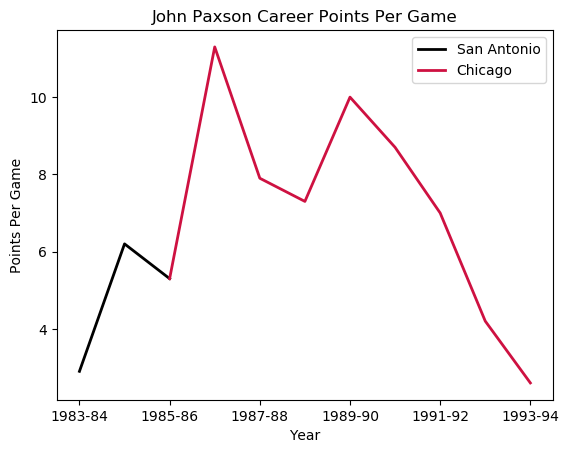 John Paxson Career Points Per Game
San Antonio
Chicago
Points Per Game
10
8
6
4
1983-84
1985-86
1987-88
1989-90
1991-92
1993-94
Year